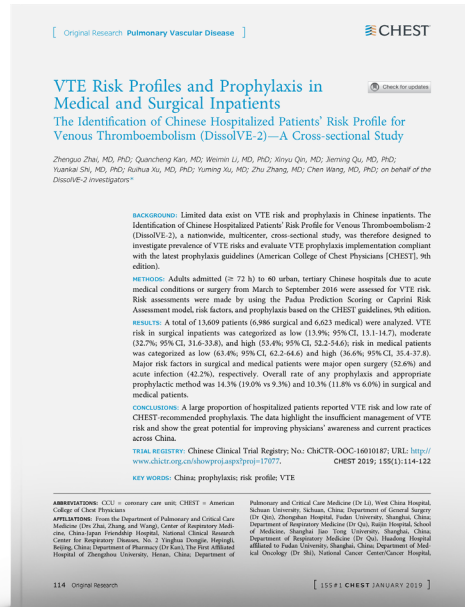 [ Original Research Pulmonary Vascular Disease ]
CHEST
VTE Risk Profiles and Prophylaxis in
Medical and Surgical Inpatients
Check for updates
The Identification of Chinese Hospitalized Patients' Risk Profile for
Venous Thromboembolism (DissolVE-2)—A Cross-sectional Study
Zhenguo Zhai, MD, PhD; Quancheng Kan, MD; Weimin Li, MD, PhD; Xinyu Qin, MD; Jieming Qu, MD, PhD;
Yuankai Shi, MD, PhD; Ruihua Xu, MD, PhD; Yuming Xu, MD; Zhu Zhang, MD; Chen Wang, MD, PhD; on behalf of the
DissolVE-2 investigators*
BACKGROUND: Limited data exist on VTE risk and prophylaxis in Chinese inpatients. The
Identification of Chinese Hospitalized Patients' Risk Profile for Venous Thromboembolism-2
(DissolVE-2), a nationwide, multicenter, cross-sectional study, was therefore designed to
investigate prevalence of VTE risks and evaluate VTE prophylaxis implementation compliant
with the latest prophylaxis guidelines (American College of Chest Physicians [CHEST], 9th
edition).
METHODS: Adults admitted (≥ 72 h) to 60 urban, tertiary Chinese hospitals due to acute
medical conditions or surgery from March to September 2016 were assessed for VTE risk.
Risk assessments were made by using the Padua Prediction Scoring or Caprini Risk
Assessment model, risk factors, and prophylaxis based on the CHEST guidelines, 9th edition.
RESULTS: A total of 13,609 patients (6,986 surgical and 6,623 medical) were analyzed. VTE
risk in surgical inpatients was categorized as low (13.9%; 95% CI, 13.1-14.7), moderate
(32.7%; 95% CI, 31.6-33.8), and high (53.4%; 95% CI, 52.2-54.6); risk in medical patients
was categorized as low (63.4%; 95% CI, 62.2-64.6) and high (36.6%; 95% CI, 35.4-37.8).
Major risk factors in surgical and medical patients were major open surgery (52.6%) and
acute infection (42.2%), respectively. Overall rate of any prophylaxis and appropriate
prophylactic method was 14.3% (19.0% vs 9.3%) and 10.3% (11.8% vs 6.0%) in surgical and
medical patients.
CONCLUSIONS: A large proportion of hospitalized patients reported VTE risk and low rate of
CHEST-recommended prophylaxis. The data highlight the insufficient management of VTE
risk and show the great potential for improving physicians' awareness and current practices
across China.
TRIAL REGISTRY: Chinese Clinical Trial Registry; No.: ChiCTR-OOC-16010187; URL: http://
www.chictr.org.cn/showproj.aspx?proj=17077. CHEST 2019; 155(1):114-122
KEY WORDS: China; prophylaxis; risk profile; VTE
ABBREVIATIONS: CCU = coronary care unit; CHEST = American
College of Chest Physicians
AFFILIATIONS: From the Department of Pulmonary and Critical Care
Medicine (Drs Zhai, Zhang, and Wang), Center of Respiratory Medi-
cine, China-Japan Friendship Hospital, National Clinical Research
Center for Respiratory Diseases, No. 2 Yinghua Dongjie, Hepingli,
Beijing, China; Department of Pharmacy (Dr Kan), The First Affiliated
Hospital of Zhengzhou University, Henan, China; Department of
Pulmonary and Critical Care Medicine (Dr Li), West China Hospital,
Sichuan University, Sichuan, China; Department of General Surgery
(Dr Qin), Zhongshan Hospital, Fudan University, Shanghai, China;
Department of Respiratory Medicine (Dr Qu), Ruijin Hospital, School
of Medicine, Shanghai Jiao Tong University, Shanghai, China;
Department of Respiratory Medicine (Dr Qu), Huadong Hospital
affiliated to Fudan University, Shanghai, China; Department of Med-
ical Oncology (Dr Shi), National Cancer Center/Cancer Hospital,
114 Original Research
[ 155#1 CHEST JANUARY 2019 ]